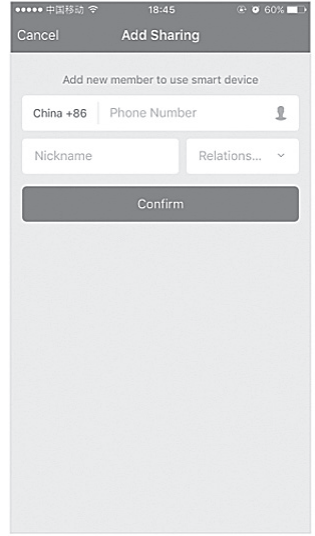 中国移动 18:45 60%
Cancel Add Sharing
Add new member to use smart device
China +86 Phone Number
Nickname Relations...
Confirm